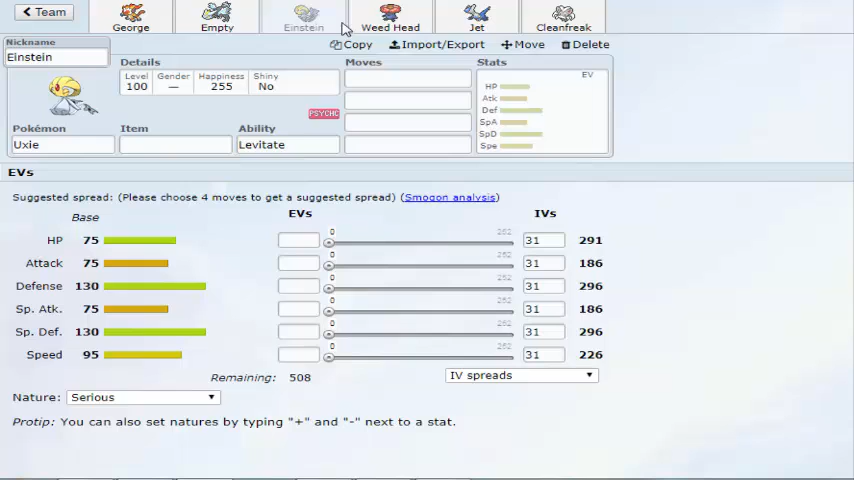 < Team
George
Empty
Einstein
Weed Head
Jet
Cleanfreak
Nickname
Einstein
Copy
Import/Export
Move
Delete
Details
Level
100
Gender
—
Happiness
255
Shiny
No
PSYCHC
Moves
Stats
EV
HP
Atk
Def
SpA
SpD
Spe
Pokémon
Uxie
Item
Ability
Levitate
EVs
Suggested spread: (Please choose 4 moves to get a suggested spread) (Smogon analysis)
Base
EVs
IVs
HP 75 0 252 31 291
Attack 75 0 252 31 186
Defense 130 0 252 31 296
Sp. Atk. 75 0 252 31 186
Sp. Def. 130 0 252 31 296
Speed 95 0 252 31 226
Remaining: 508
IV spreads
Nature: Serious
Protip: You can also set natures by typing "+" and "-" next to a stat.